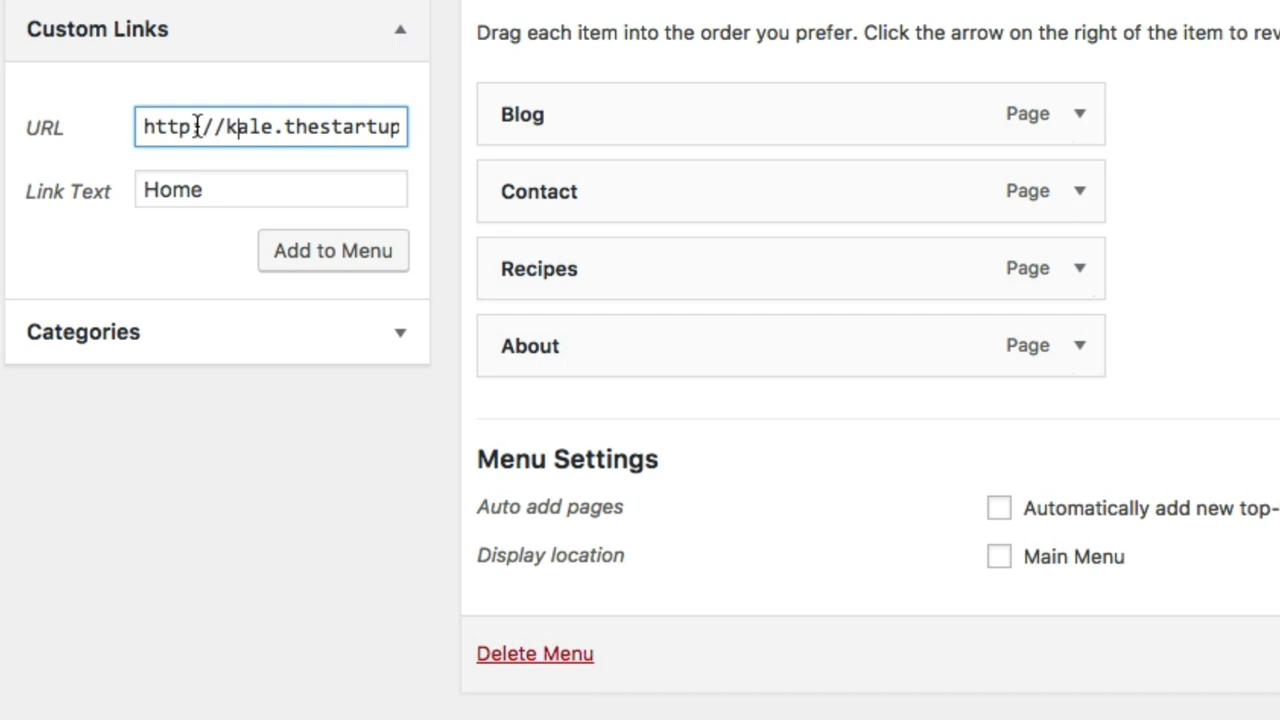 Custom Links
URL
http://kale.thestartup
Link Text
Home
Add to Menu
Categories
Drag each item into the order you prefer. Click the arrow on the right of the item to rev
Blog
Page
Contact
Page
Recipes
Page
About
Page
Menu Settings
Auto add pages
Automatically add new top-
Display location
Main Menu
Delete Menu